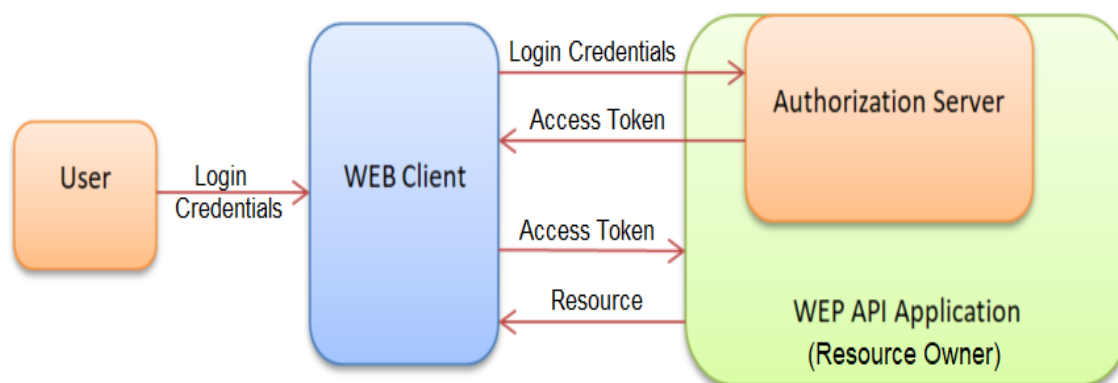 User
Login
Credentials
WEB Client
Login Credentials
Access Token
Access Token
Resource
Authorization Server
WEP API Application
(Resource Owner)